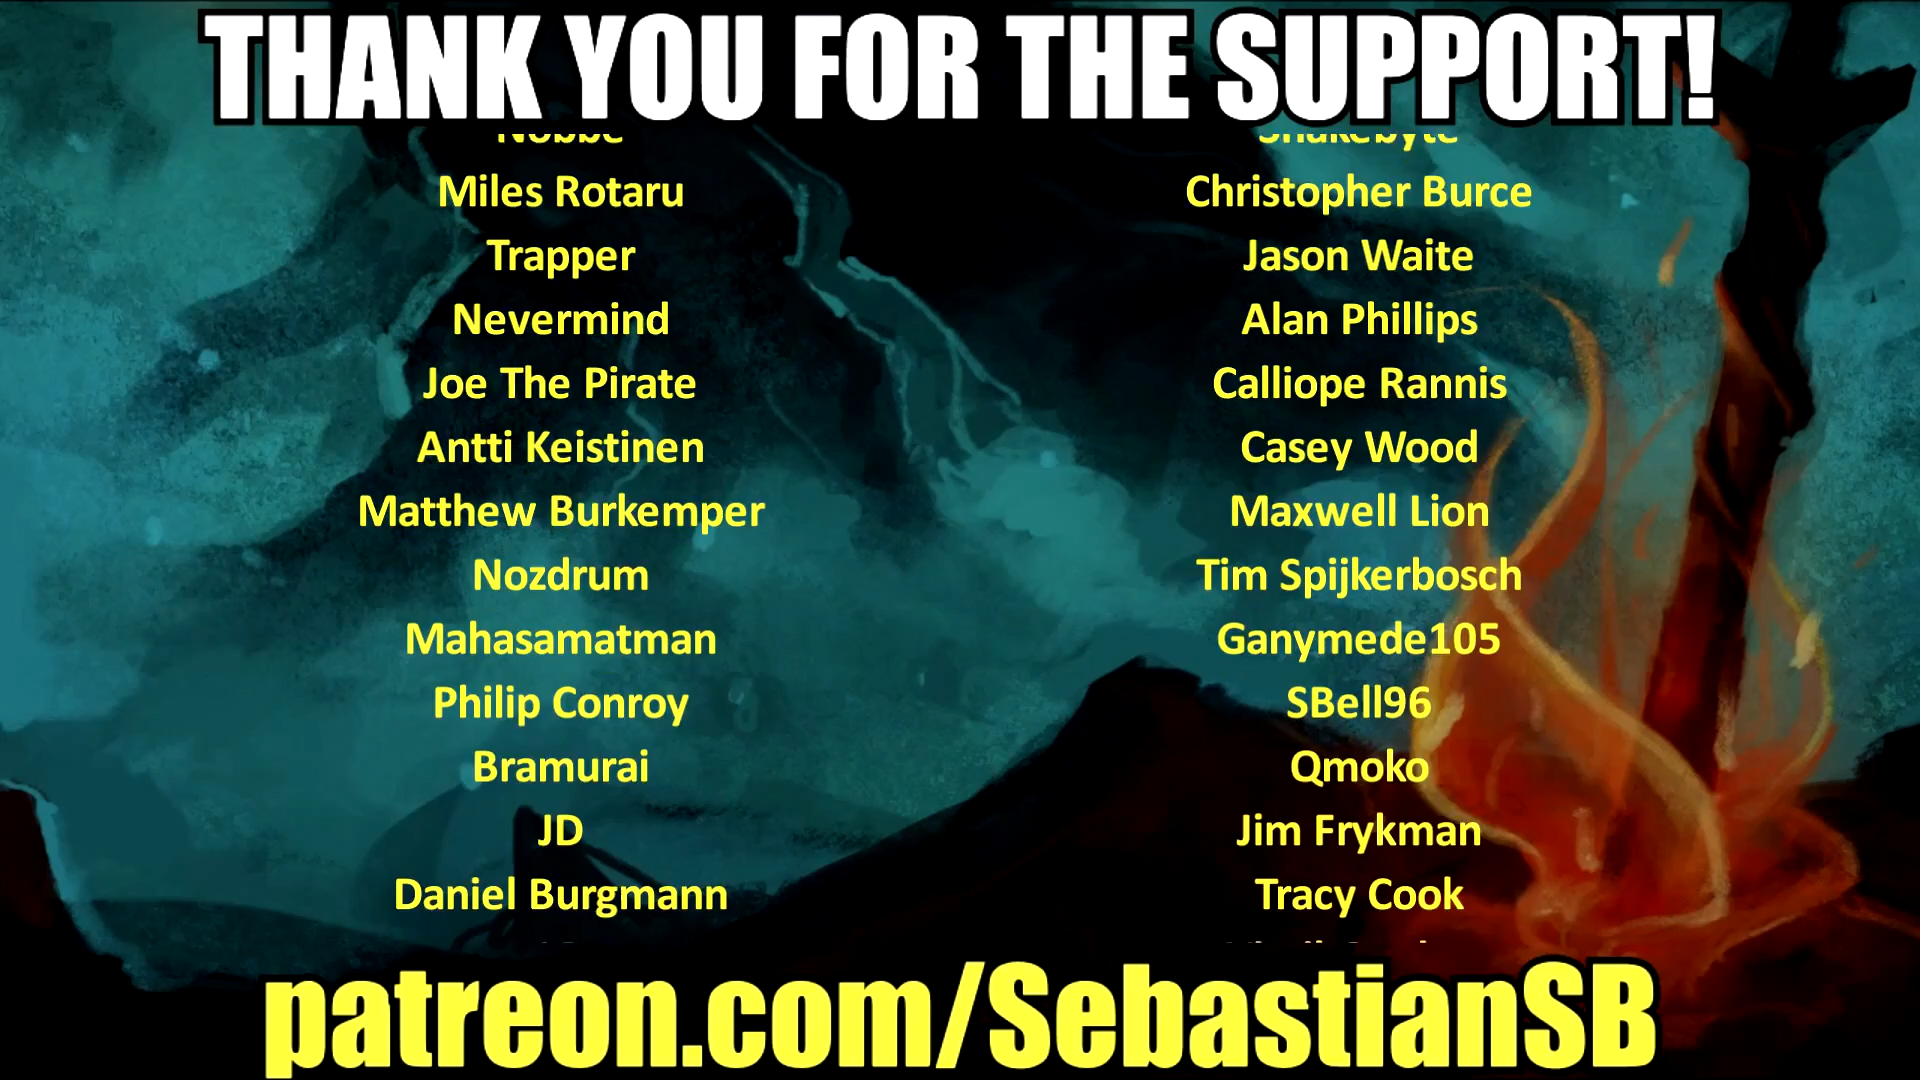 THANK YOU FOR THE SUPPORT!
Nobbe
Snakebyte
Miles Rotaru
Christopher Burce
Trapper
Jason Waite
Nevermind
Alan Phillips
Joe The Pirate
Calliope Rannis
Antti Keistinen
Casey Wood
Matthew Burkemper
Maxwell Lion
Nozdrum
Tim Spijkerbosch
Mahasamatman
Ganymede105
Philip Conroy
SBell96
Bramurai
Qmoko
JD
Jim Frykman
Daniel Burgmann
Tracy Cook
patreon.com/SebastianSB